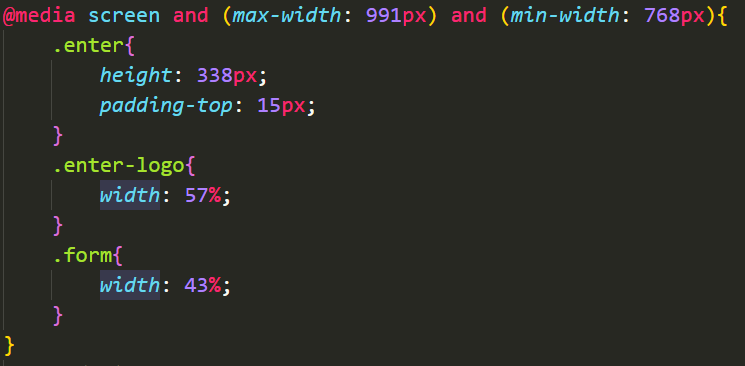 @media screen and (max-width: 991px) and (min-width: 768px){
    .enter{
        height: 338px;
        padding-top: 15px;
    }
    .enter-logo{
        width: 57%;
    }
    .form{
        width: 43%;
    }
}